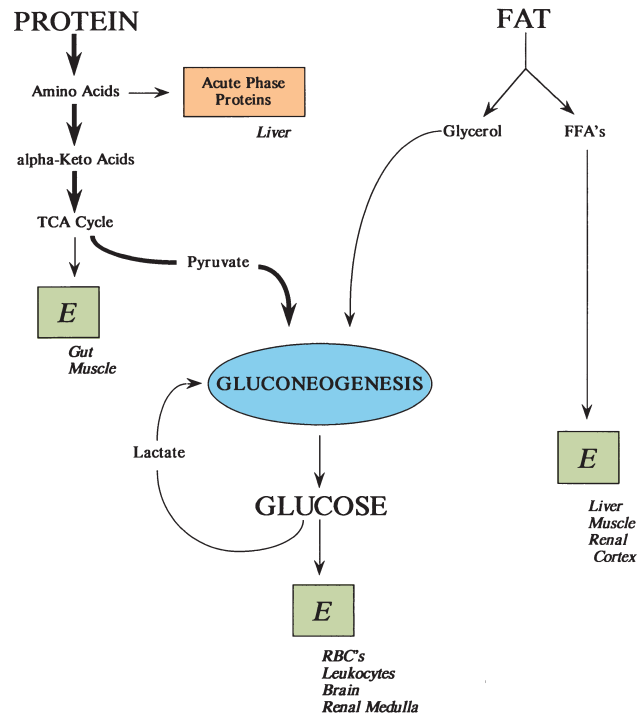 PROTEIN
FAT
Amino Acids
Acute Phase
Proteins
Liver
Glycerol
FFA's
alpha-Keto Acids
TCA Cycle
Pyruvate
E
Gut
Muscle
GLUCONEOGENESIS
Lactate
E
Liver
Muscle
Renal
Cortex
GLUCOSE
E
RBC's
Leukocytes
Brain
Renal Medulla